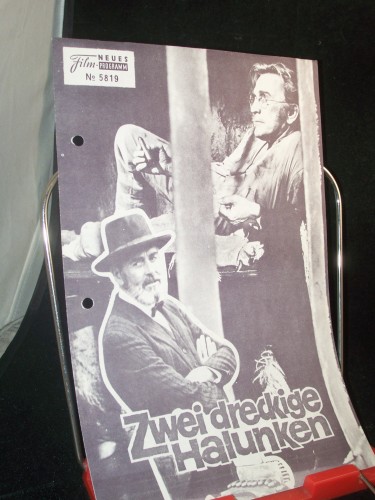 NEUES
Film-PROGRAMM
No 5819
Zwei dreckige
Halunken